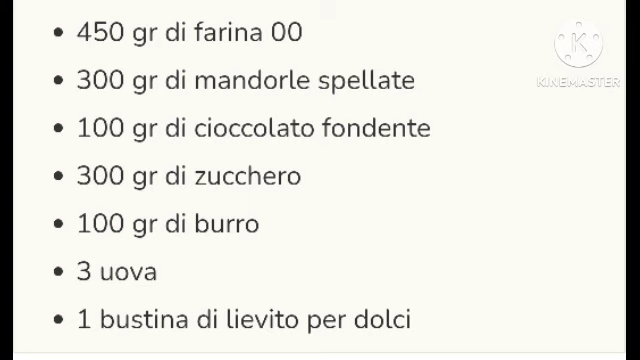 450 gr di farina 00
300 gr di mandorle spellate
100 gr di cioccolato fondente
300 gr di zucchero
100 gr di burro
3 uova
1 bustina di lievito per dolci
K
KINEMASTER